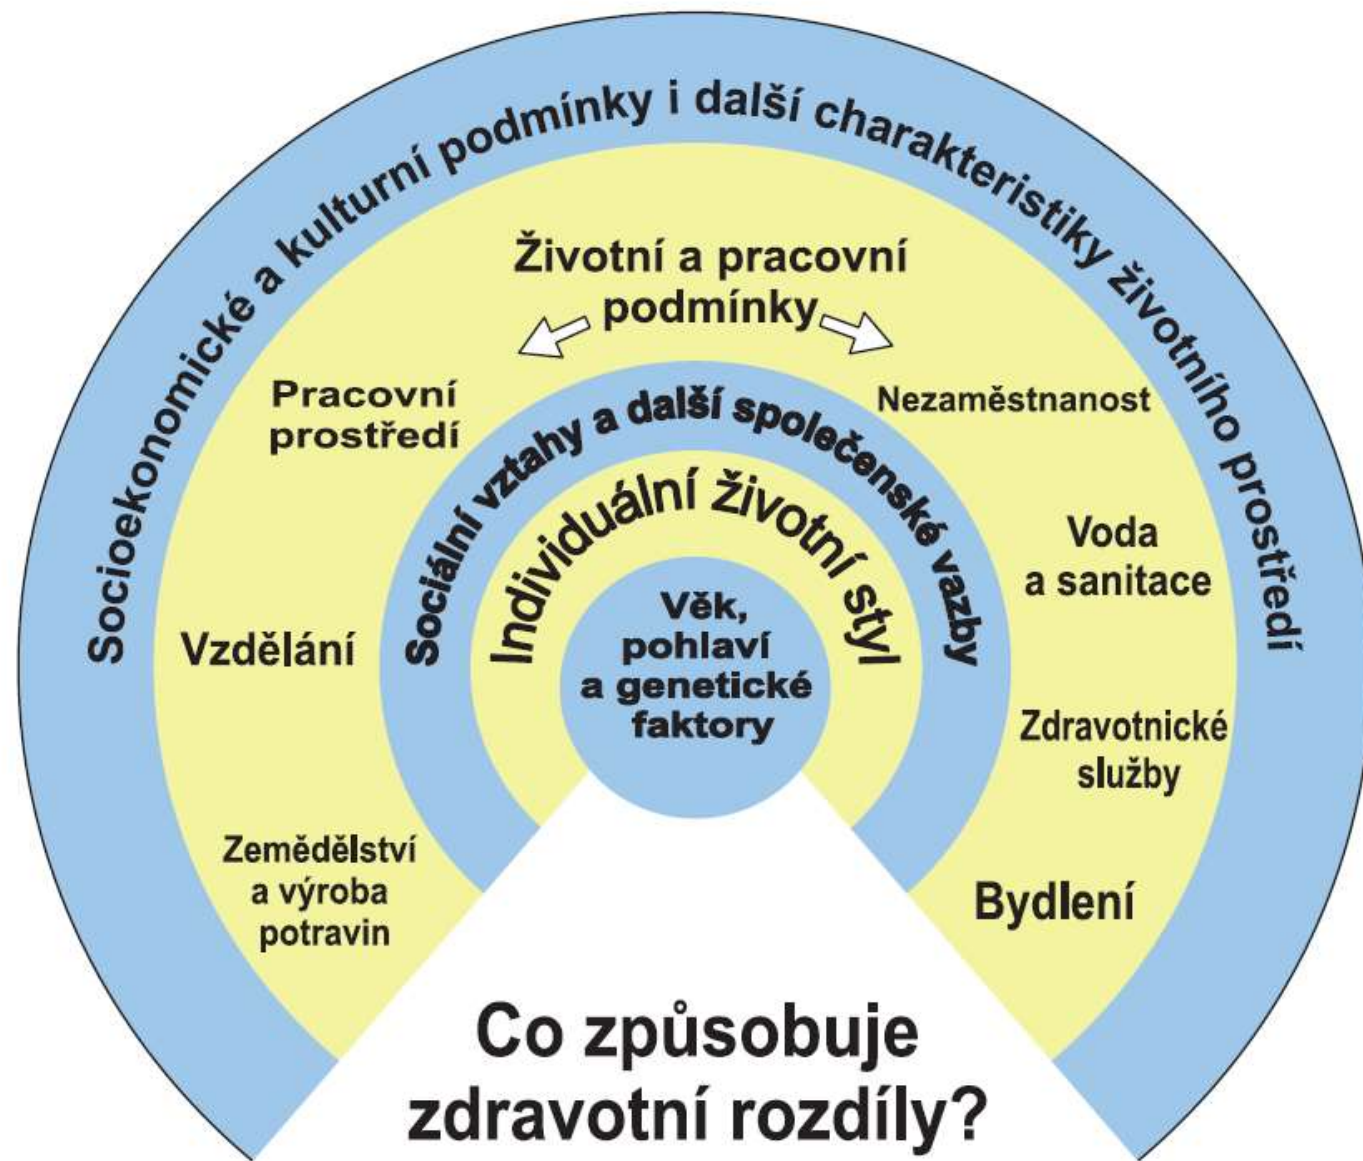 Socioekonomické a kulturní podmínky i další charakteristiky životního prostředí
Životní a pracovní
podmínky
Pracovní
prostředí
Nezaměstnanost
Sociální vztahy a další společenské vazby
Individuální životní styl
Voda
a sanitace
Věk,
pohlaví
a genetické
faktory
Vzdělání
Zdravotnické
služby
Zemědělství
a výroba
potravin
Bydlení
Co způsobuje
zdravotní rozdíly?